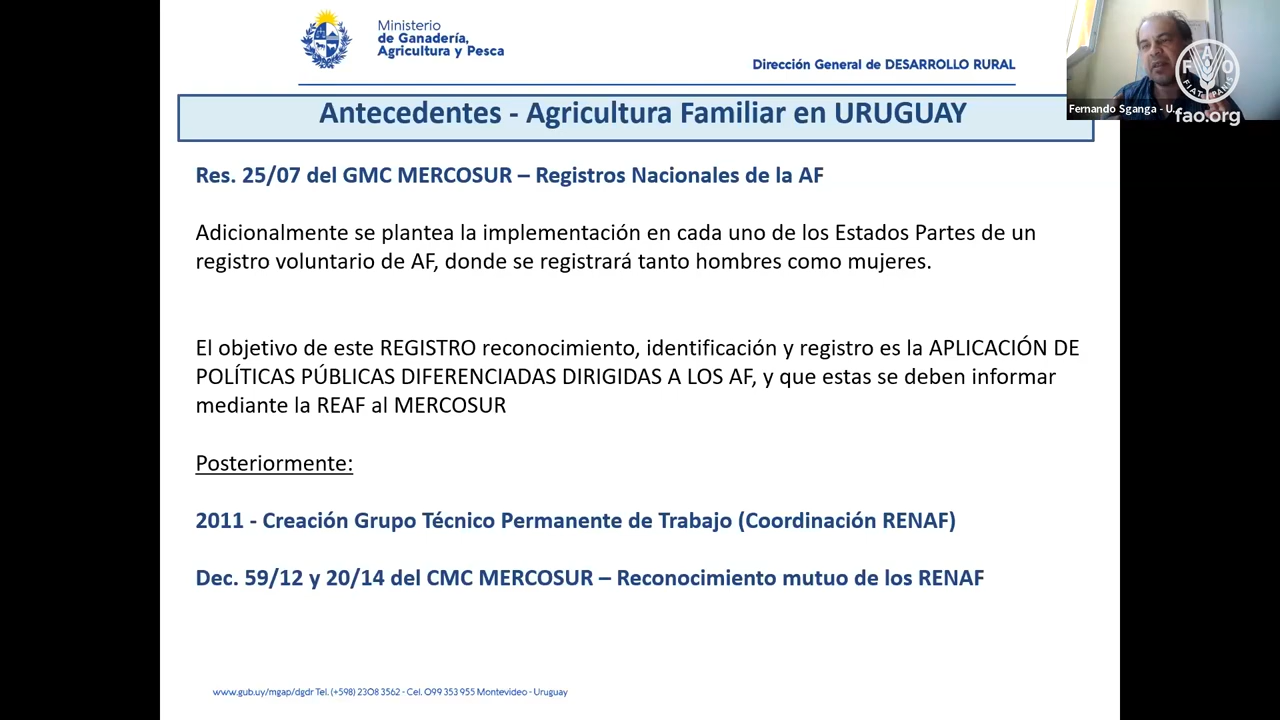 Ministerio
de Ganadería,
Agricultura y Pesca
Dirección General de DESARROLLO RURAL
Fernando Sganga - U...
FAO
FIAT PANIS
fao.org
Antecedentes - Agricultura Familiar en URUGUAY
Res. 25/07 del GMC MERCOSUR – Registros Nacionales de la AF
Adicionalmente se plantea la implementación en cada uno de los Estados Partes de un
registro voluntario de AF, donde se registrará tanto hombres como mujeres.
El objetivo de este REGISTRO reconocimiento, identificación y registro es la APLICACIÓN DE
POLÍTICAS PÚBLICAS DIFERENCIADAS DIRIGIDAS A LOS AF, y que estas se deben informar
mediante la REAF al MERCOSUR
Posteriormente:
2011 - Creación Grupo Técnico Permanente de Trabajo (Coordinación RENAF)
Dec. 59/12 y 20/14 del CMC MERCOSUR – Reconocimiento mutuo de los RENAF
www.gub.uy/mgap/dgdr Tel. (+598) 2308 3562 - Cel. 099 353 955 Montevideo - Uruguay